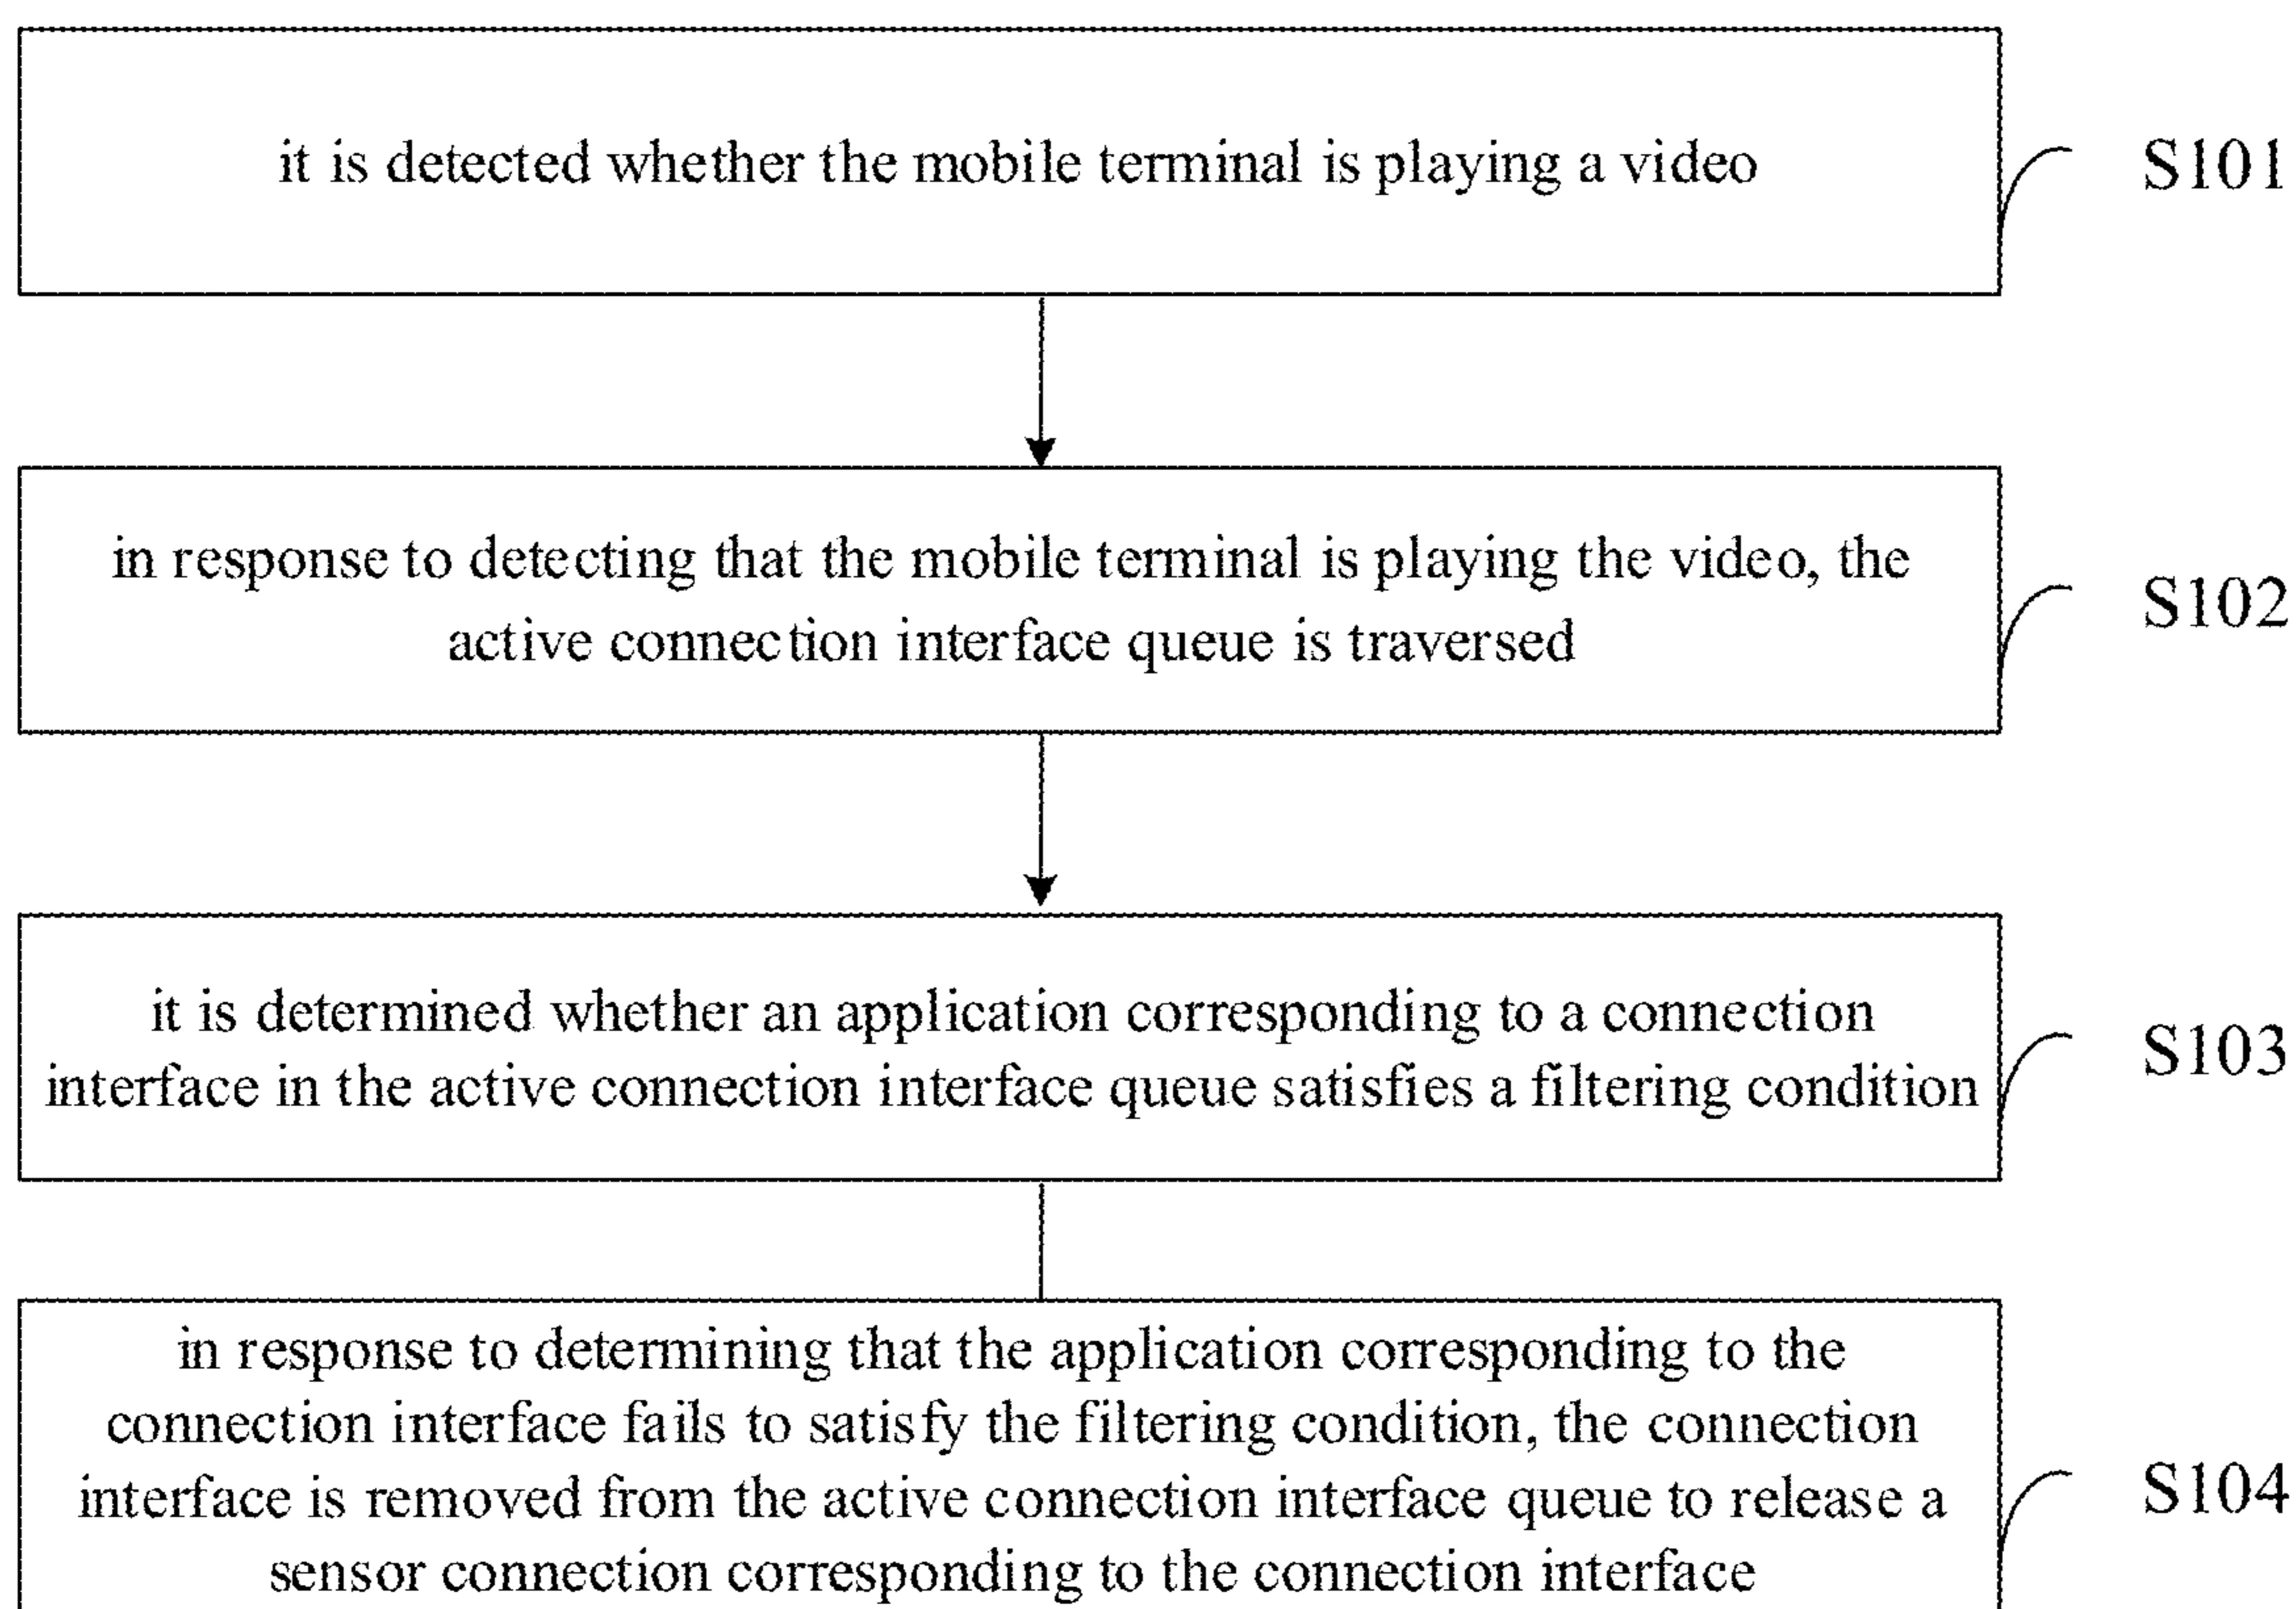 it is detected whether the mobile terminal is playing a video
S101
in response to detecting that the mobile terminal is playing the video, the
active connection interface queue is traversed
S102
it is determined whether an application corresponding to a connection
interface in the active connection interface queue satisfies a filtering condition
S103
in response to determining that the application corresponding to the
connection interface fails to satisfy the filtering condition, the connection
interface is removed from the active connection interface queue to release a
sensor connection corresponding to the connection interface
S104